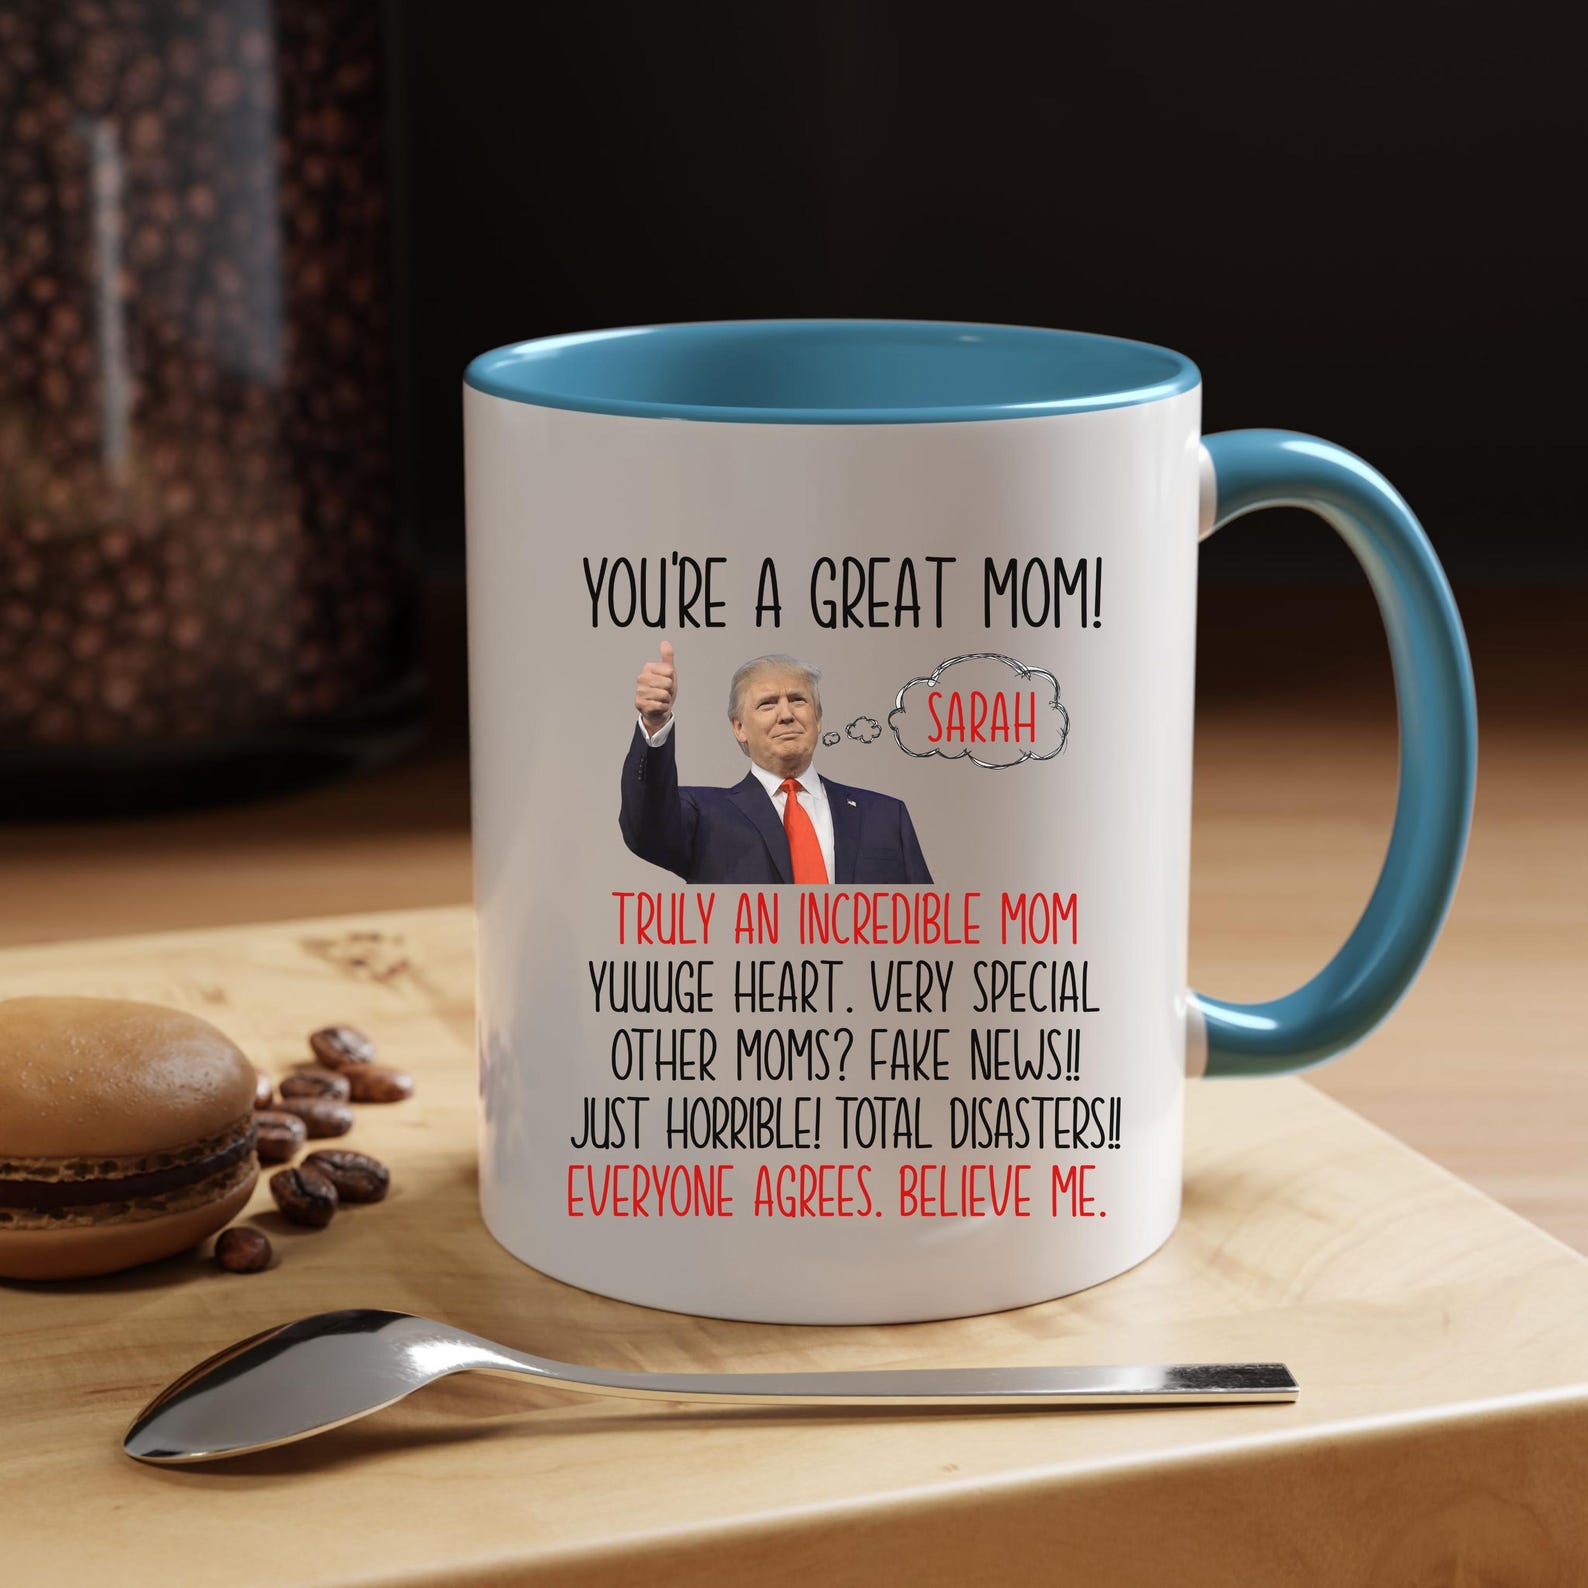 YOU'RE A GREAT MOM!
SARAH
TRULY AN INCREDIBLE MOM
YUUUGE HEART. VERY SPECIAL
OTHER MOMS? FAKE NEWS!!
JUST HORRIBLE! TOTAL DISASTERS!!
EVERYONE AGREES. BELIEVE ME.